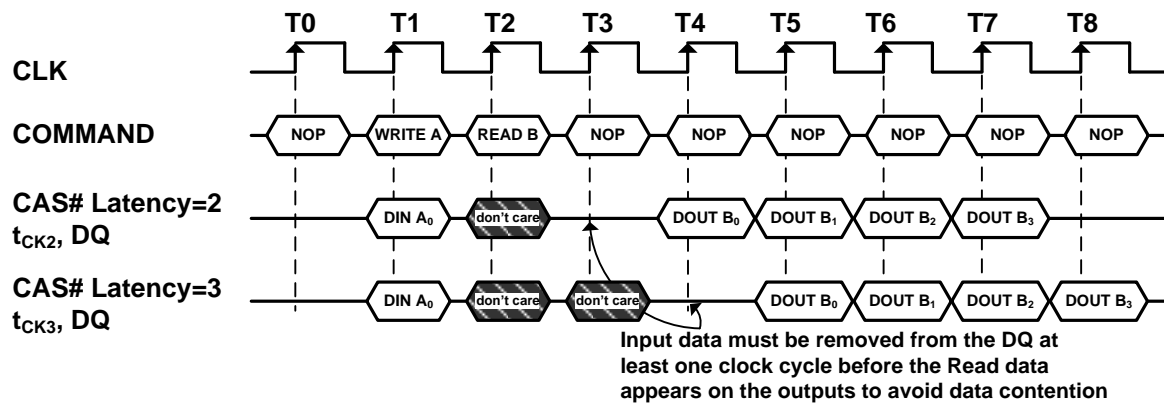 T0 T1 T2 T3 T4 T5 T6 T7 T8
CLK
COMMAND NOP WRITE A READ B NOP NOP NOP NOP NOP NOP
CAS# Latency=2
tCK2, DQ DIN A0 don't care DOUT B0 DOUT B1 DOUT B2 DOUT B3
CAS# Latency=3
tCK3, DQ DIN A0 don't care don't care DOUT B0 DOUT B1 DOUT B2 DOUT B3
Input data must be removed from the DQ at
least one clock cycle before the Read data
appears on the outputs to avoid data contention